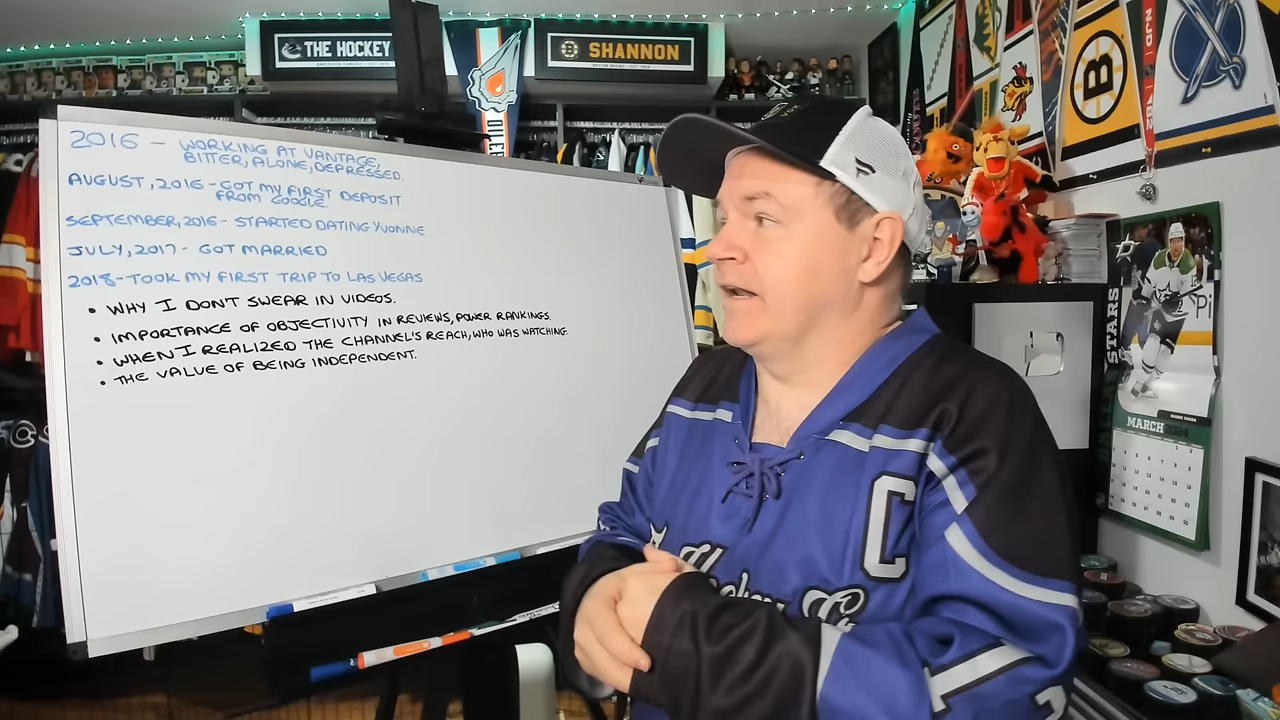 THE HOCKEY
SHANNON
OILE
B
2016 - WORKING AT VANTAGE,
BITTER, ALONE, DEPRESSED.
AUGUST, 2016 - GOT MY FIRST DEPOSIT
FROM GOOGLE.
SEPTEMBER, 2016 - STARTED DATING YVONNE
JULY, 2017 - GOT MARRIED
2018 - TOOK MY FIRST TRIP TO LAS VEGAS
• WHY I DON'T SWEAR IN VIDEOS.
• IMPORTANCE OF OBJECTIVITY IN REVIEWS, POWER RANKINGS.
• WHEN I REALIZED THE CHANNEL'S REACH, WHO WAS WATCHING.
• THE VALUE OF BEING INDEPENDENT.
C
Hockey
STARS
MARCH 2024